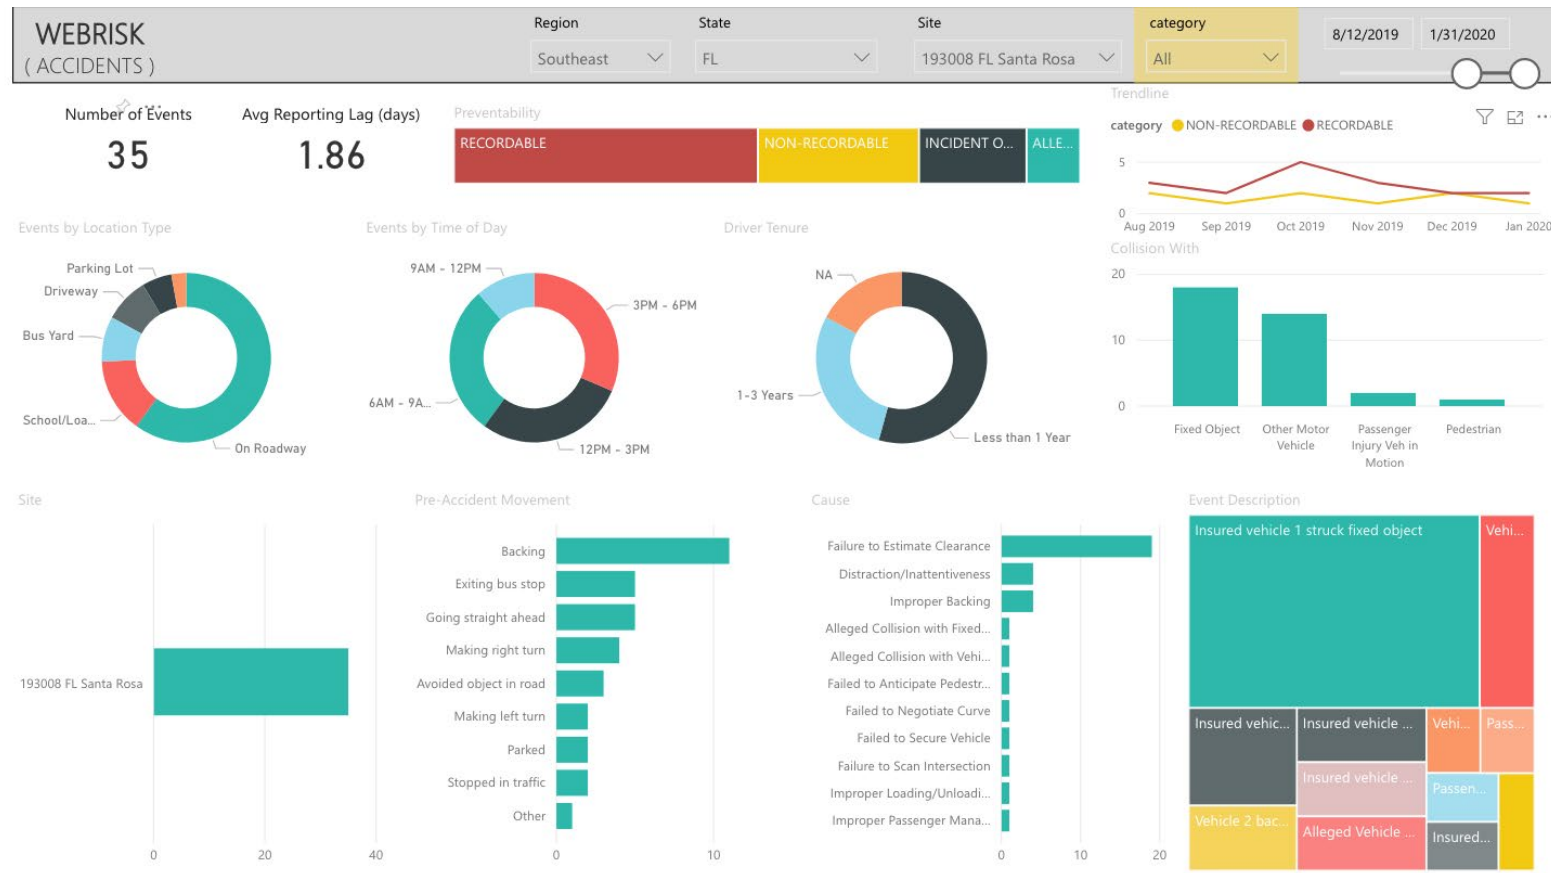 WEBRISK
( ACCIDENTS )
Region
Southeast
State
FL
Site
193008 FL Santa Rosa
category
All
8/12/2019
1/31/2020
Number of Events
35
Avg Reporting Lag (days)
1.86
Preventability
RECORDABLE
NON-RECORDABLE
INCIDENT O...
ALLE...
Trendline
category NON-RECORDABLE RECORDABLE
5
0
Aug 2019 Sep 2019 Oct 2019 Nov 2019 Dec 2019 Jan 2020
Events by Location Type
Parking Lot
Driveway
Bus Yard
School/Loa...
On Roadway
Events by Time of Day
9AM - 12PM
3PM - 6PM
6AM - 9A...
12PM - 3PM
Driver Tenure
NA
1-3 Years
Less than 1 Year
Collision With
20
10
0
Fixed Object
Other Motor
Vehicle
Passenger
Injury Veh in
Motion
Pedestrian
Site
193008 FL Santa Rosa
0 20 40
Pre-Accident Movement
Backing
Exiting bus stop
Going straight ahead
Making right turn
Avoided object in road
Making left turn
Parked
Stopped in traffic
Other
0 10
Cause
Failure to Estimate Clearance
Distraction/Inattentiveness
Improper Backing
Alleged Collision with Fixed...
Alleged Collision with Vehi...
Failed to Anticipate Pedestr...
Failed to Negotiate Curve
Failed to Secure Vehicle
Failure to Scan Intersection
Improper Loading/Unloadi...
Improper Passenger Mana...
0 10 20
Event Description
Insured vehicle 1 struck fixed object
Vehi...
Insured vehic...
Insured vehicle ...
Vehi...
Pass...
Insured vehicle ...
Passen...
Vehicle 2 bac...
Alleged Vehicle ...
Insured...